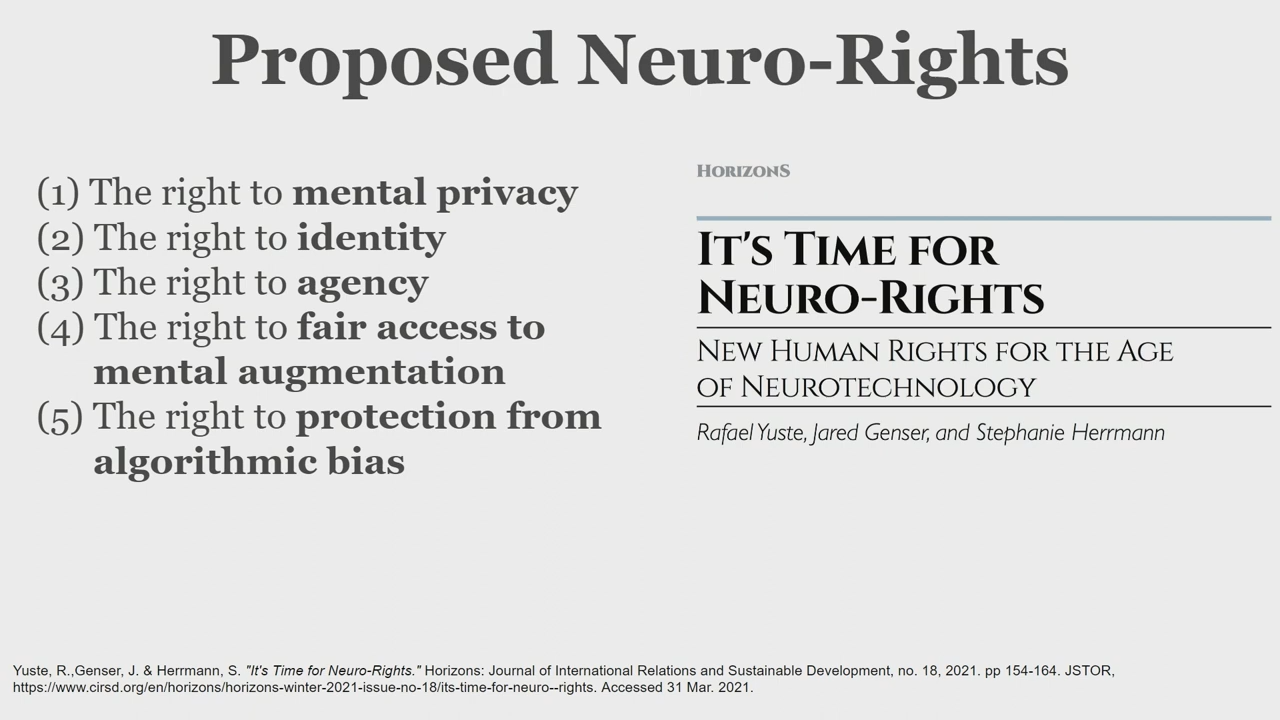 Proposed Neuro-Rights
(1) The right to mental privacy
(2) The right to identity
(3) The right to agency
(4) The right to fair access to
mental augmentation
(5) The right to protection from
algorithmic bias
HORIZONS
IT'S TIME FOR
NEURO-RIGHTS
NEW HUMAN RIGHTS FOR THE AGE
OF NEUROTECHNOLOGY
Rafael Yuste, Jared Genser, and Stephanie Herrmann
Yuste, R.,Genser, J. & Herrmann, S. "It's Time for Neuro-Rights." Horizons: Journal of International Relations and Sustainable Development, no. 18, 2021. pp 154-164. JSTOR,
https://www.cirsd.org/en/horizons/horizons-winter-2021-issue-no-18/its-time-for-neuro--rights. Accessed 31 Mar. 2021.